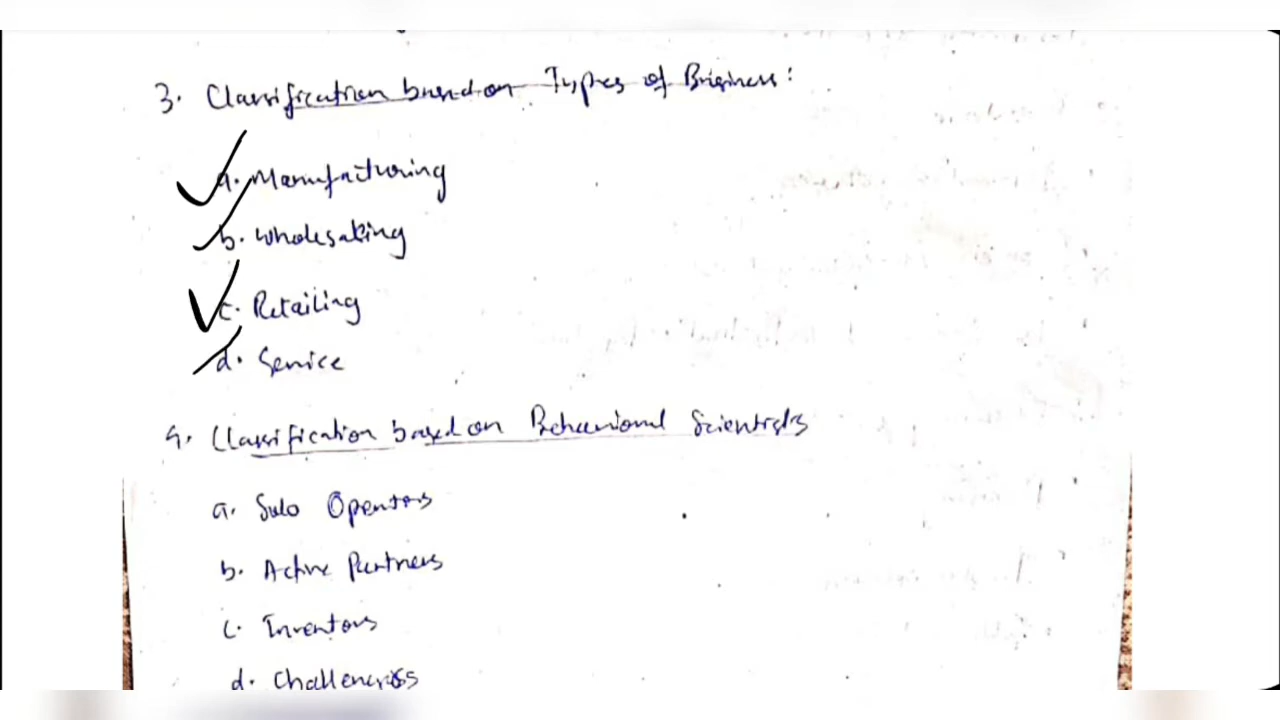 3. Classification based on Types of Business:
a. Manufacturing
b. Wholesaling
c. Retailing
d. Service
4. Classification based on Behavioral Scientists
a. Solo Operators
b. Active Partners
c. Inventors
d. Challengers